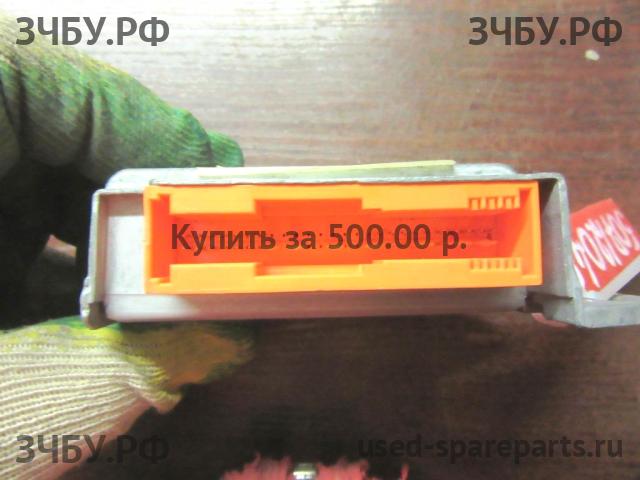 ЗЧБУ.РФ ЗЧБУ.РФ
Купить за 500.00 р.
ЗЧБУ.РФ used-spareparts.ru